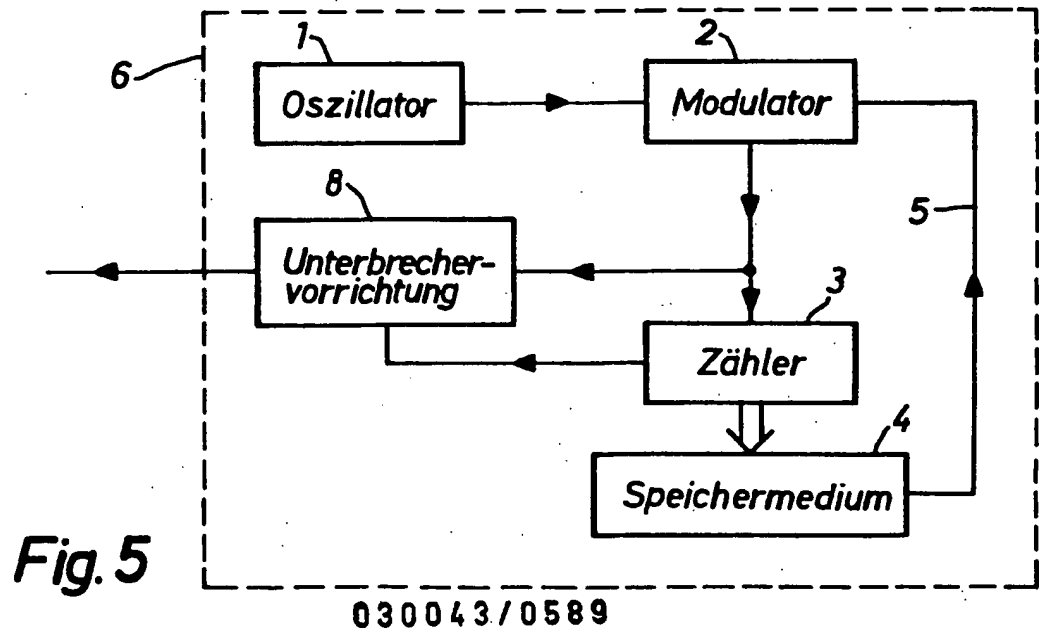 1
2
6
Oszillator
Modulator
8
5
Unterbrecher-
vorrichtung
3
Zähler
4
Speichermedium
Fig. 5
030043/0589